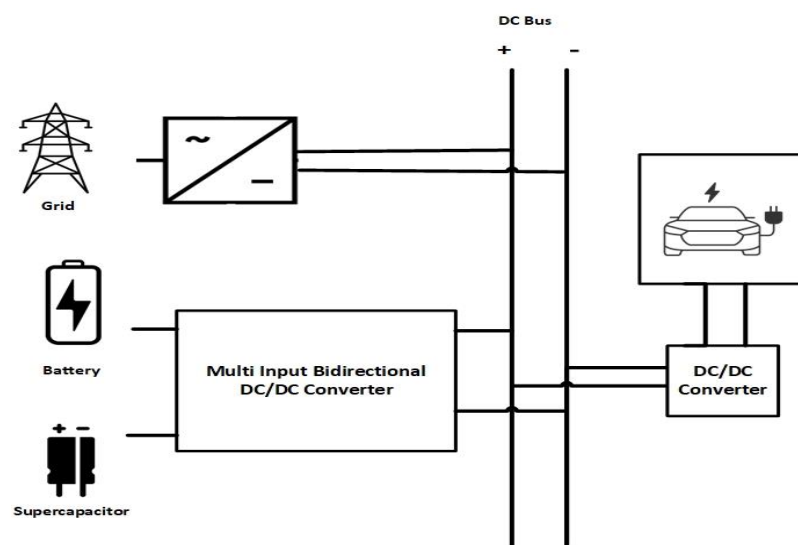 DC Bus
+ −
~
−
Grid
Battery
Multi Input Bidirectional
DC/DC Converter
DC/DC
Converter
+ −
Supercapacitor